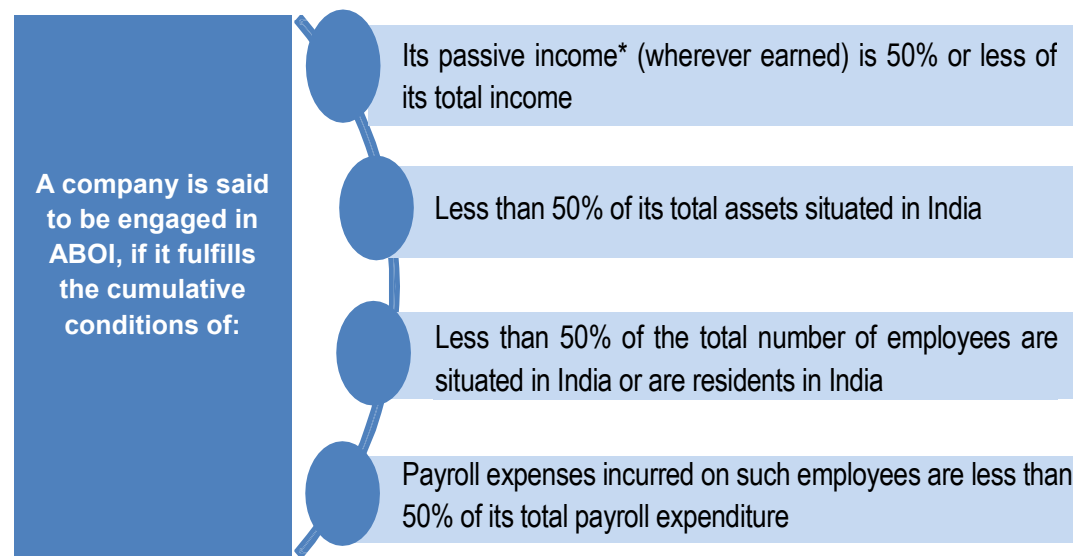 A company is said
to be engaged in
ABOI, if it fulfills
the cumulative
conditions of:
Its passive income* (wherever earned) is 50% or less of
its total income
Less than 50% of its total assets situated in India
Less than 50% of the total number of employees are
situated in India or are residents in India
Payroll expenses incurred on such employees are less than
50% of its total payroll expenditure